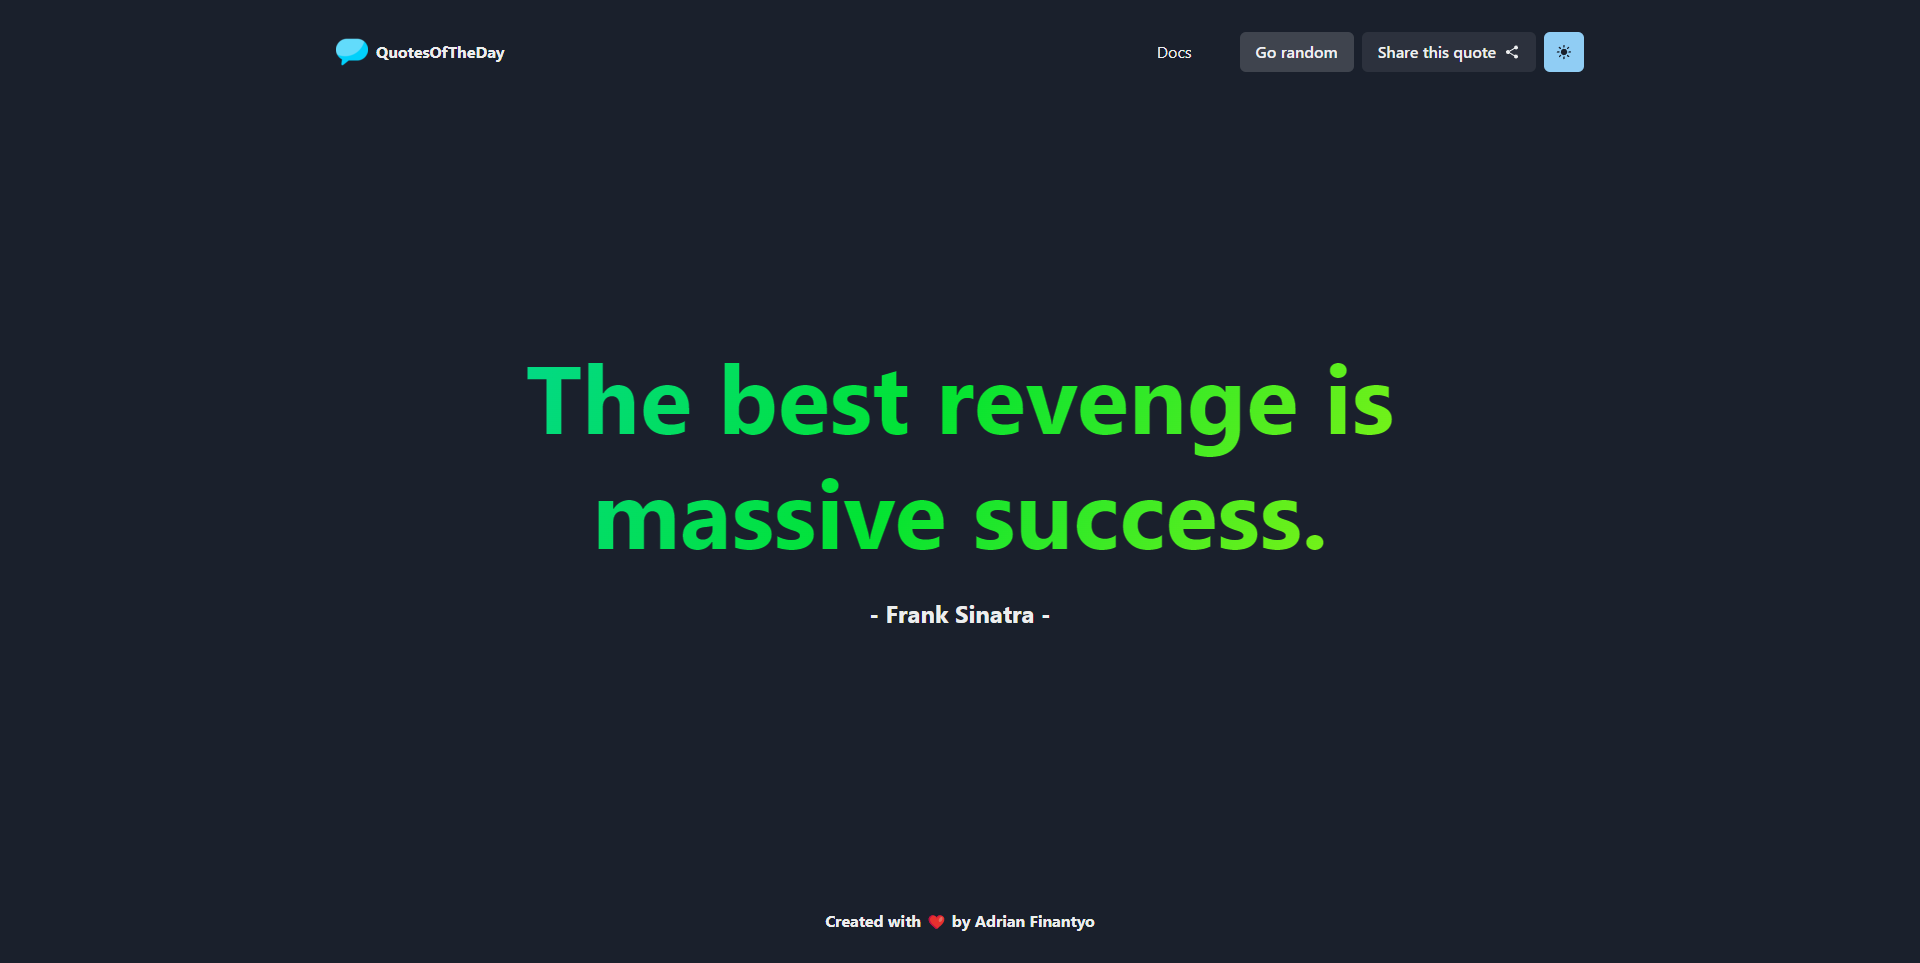 QuotesOfTheDay
Docs
Go random
Share this quote
The best revenge is
massive success.
- Frank Sinatra -
Created with ❤️ by Adrian Finantyo